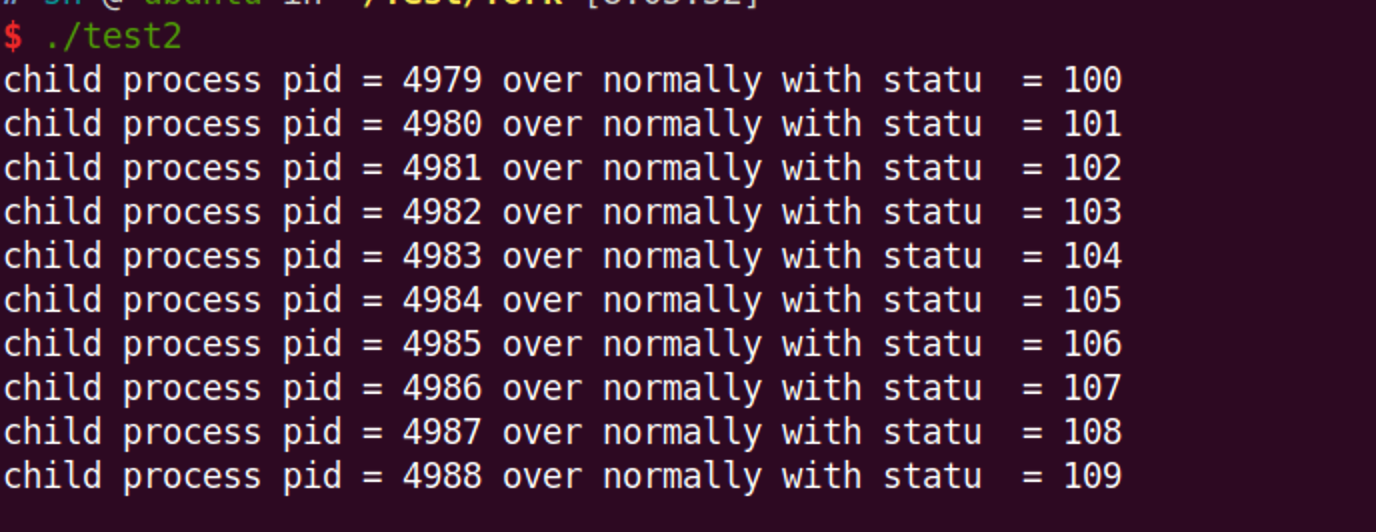 $ ./test2
child process pid = 4979 over normally with statu  = 100
child process pid = 4980 over normally with statu  = 101
child process pid = 4981 over normally with statu  = 102
child process pid = 4982 over normally with statu  = 103
child process pid = 4983 over normally with statu  = 104
child process pid = 4984 over normally with statu  = 105
child process pid = 4985 over normally with statu  = 106
child process pid = 4986 over normally with statu  = 107
child process pid = 4987 over normally with statu  = 108
child process pid = 4988 over normally with statu  = 109